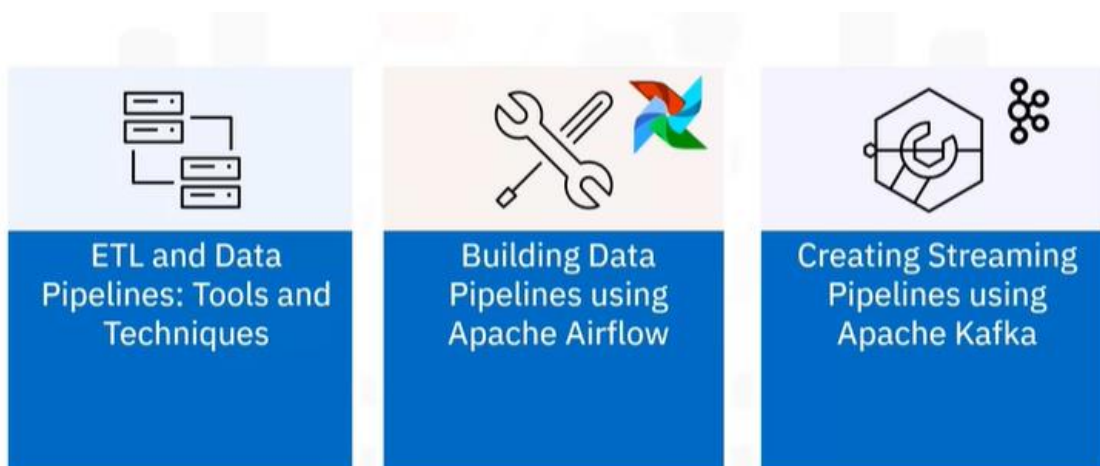 ETL and Data
Pipelines: Tools and
Techniques
Building Data
Pipelines using
Apache Airflow
Creating Streaming
Pipelines using
Apache Kafka